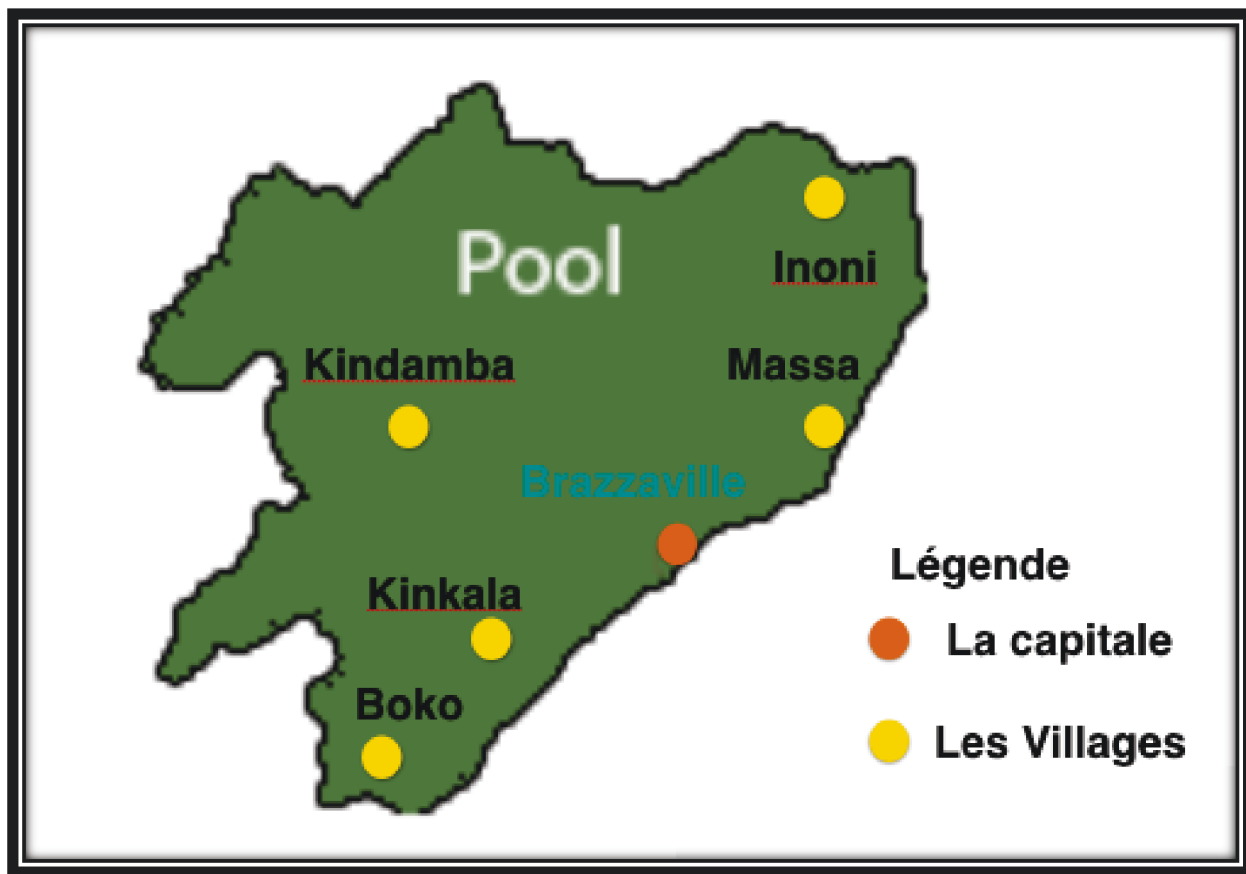 Pool
Inoni
Kindamba
Massa
Brazzaville
Kinkala
Boko
Légende
La capitale
Les Villages